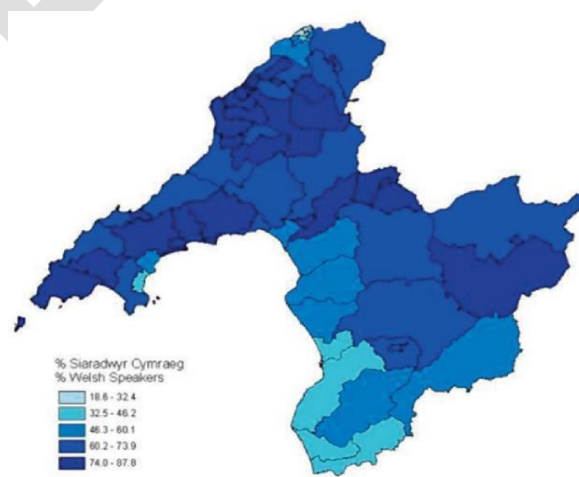 % Siaradwyr Cymraeg
% Welsh Speakers
18.6 - 32.4
32.5 - 46.2
46.3 - 60.1
60.2 - 73.9
74.0 - 87.8